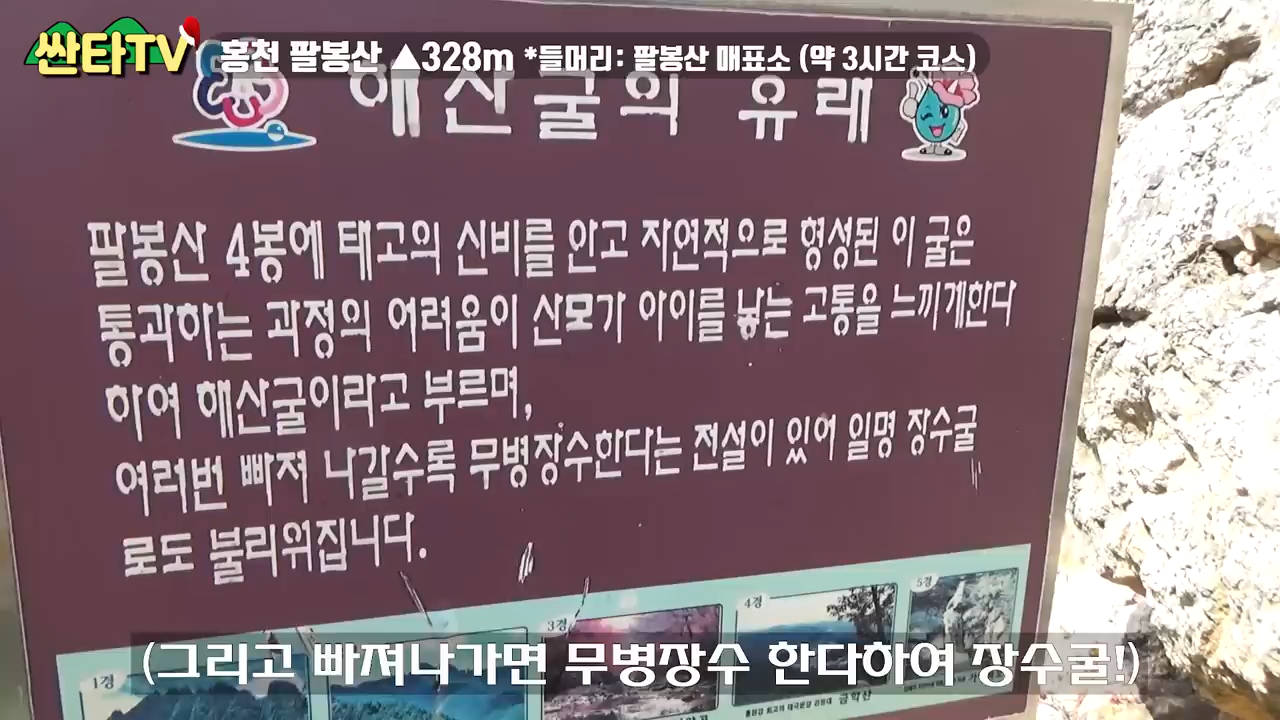 싼타TV
홍천 팔봉산 ▲328m *들머리: 팔봉산 매표소 (약 3시간 코스)
해산굴의 유래
팔봉산 4봉에 태고의 신비를 안고 자연적으로 형성된 이 굴은
통과하는 과정의 어려움이 산모가 아이를 낳는 고통을 느끼게한다
하여 해산굴이라고 부르며,
여러번 빠져 나갈수록 무병장수한다는 전설이 있어 일명 장수굴
로도 불리워집니다.
1경
3경
4경
5경
금학산
(그리고 빠져나가면 무병장수 한다하여 장수굴!)